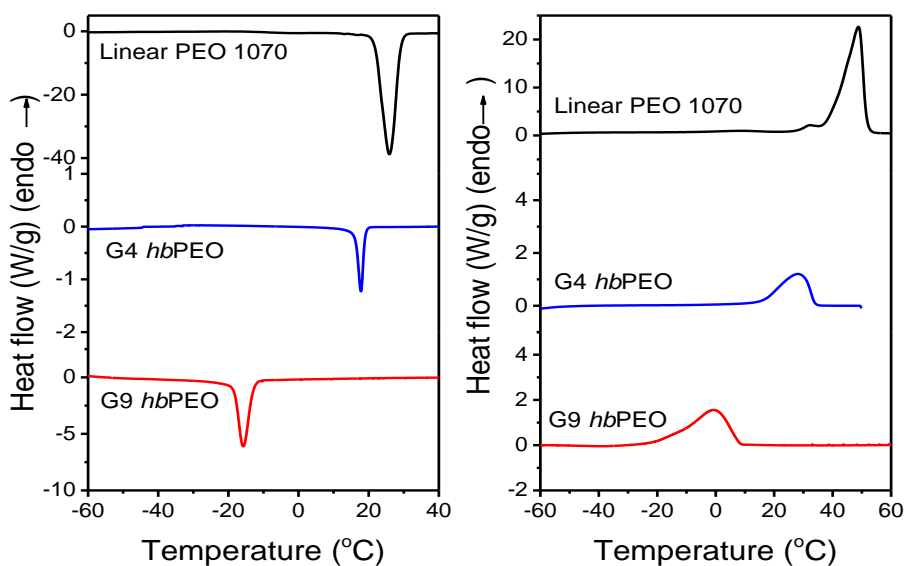 Heat flow (W/g) (endo →)
0
-20
-40
1
0
-1
-2
0
-5
-10
Linear PEO 1070
G4 hbPEO
G9 hbPEO
-60 -40 -20 0 20 40
Temperature (°C)
Heat flow (W/g) (endo→)
20
10
0
4
2
0
4
2
0
-2
Linear PEO 1070
G4 hbPEO
G9 hbPEO
-60 -40 -20 0 20 40 60
Temperature (°C)